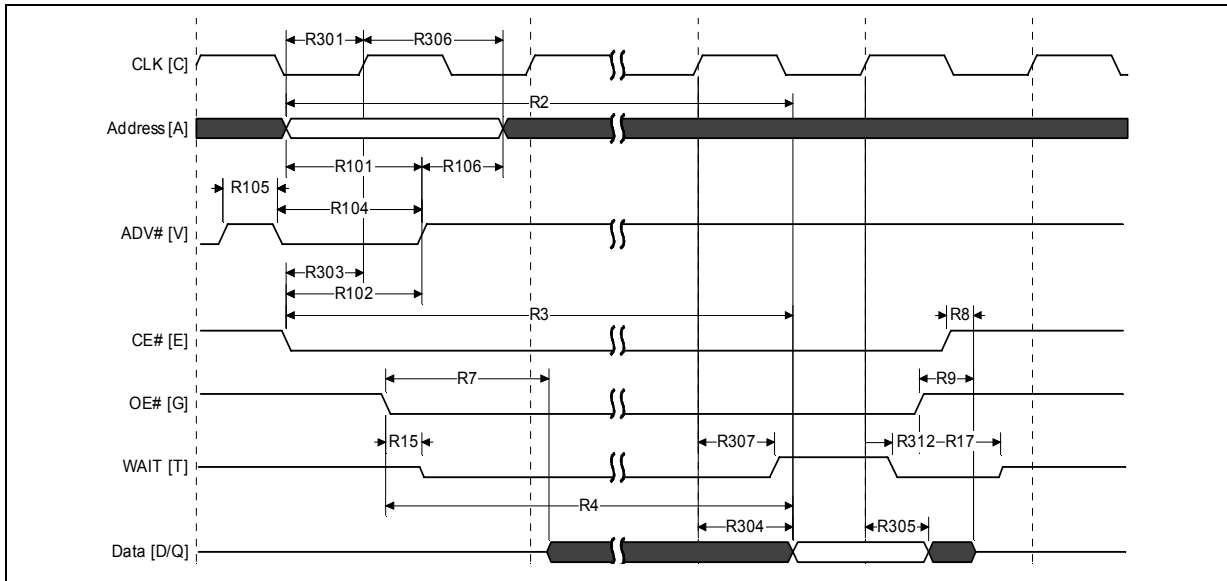 R301 R306
CLK [C]
R2
Address [A]
R101 R106
R105
R104
ADV# [V]
R303
R102
R3 R8
CE# [E]
R7 R9
OE# [G]
R15 R307 R312 R17
WAIT [T]
R4
R304 R305
Data [D/Q]